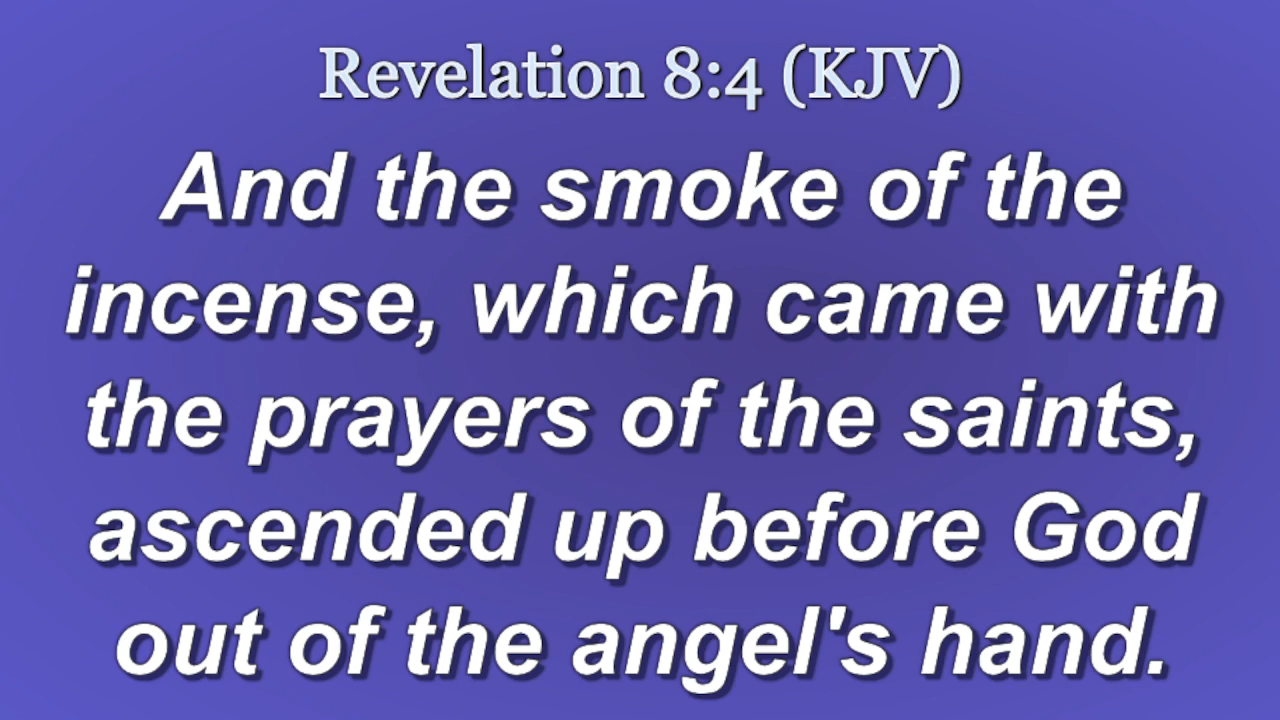 Revelation 8:4 (KJV)
And the smoke of the
incense, which came with
the prayers of the saints,
ascended up before God
out of the angel's hand.